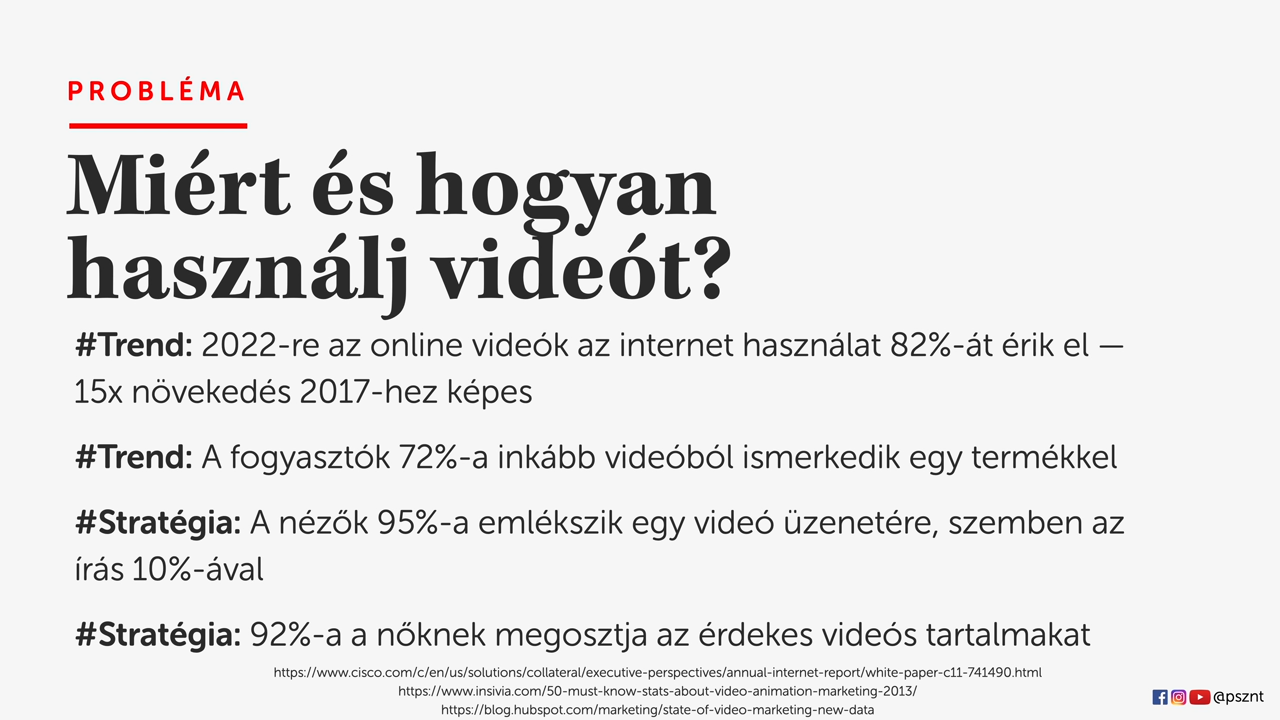 PROBLÉMA
Miért és hogyan
használj videót?
#Trend: 2022-re az online videók az internet használat 82%-át érik el —
15x növekedés 2017-hez képes
#Trend: A fogyasztók 72%-a inkább videóból ismerkedik egy termékkel
#Stratégia: A nézők 95%-a emlékszik egy videó üzenetére, szemben az
írás 10%-ával
#Stratégia: 92%-a a nőknek megosztja az érdekes videós tartalmakat
https://www.cisco.com/c/en/us/solutions/collateral/executive-perspectives/annual-internet-report/white-paper-c11-741490.html
https://www.insivia.com/50-must-know-stats-about-video-animation-marketing-2013/
https://blog.hubspot.com/marketing/state-of-video-marketing-new-data
@psznt